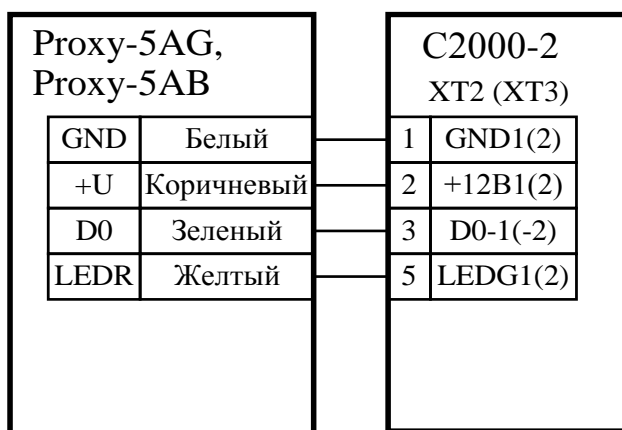 Proxy-5AG,
Proxy-5AB
C2000-2
XT2 (XT3)
GND Белый 1 GND1(2)
+U Коричневый 2 +12В1(2)
D0 Зеленый 3 D0-1(-2)
LEDR Желтый 5 LEDG1(2)